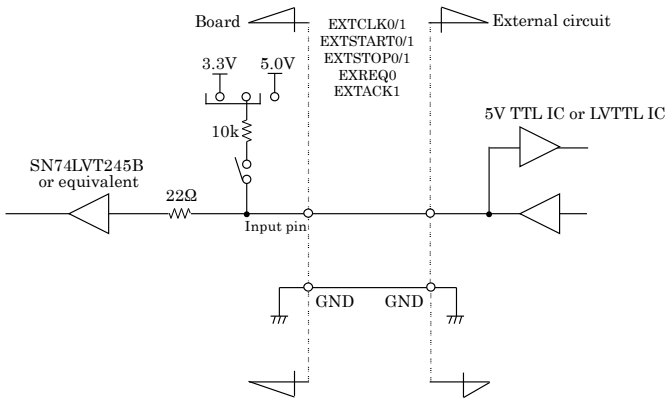 Board
EXTCLK0/1
EXTSTART0/1
EXTSTOP0/1
EXREQ0
EXTACK1
External circuit
3.3V
5.0V
10k
5V TTL IC or LVTTL IC
SN74LVT245B
or equivalent
22Ω
Input pin
GND
GND